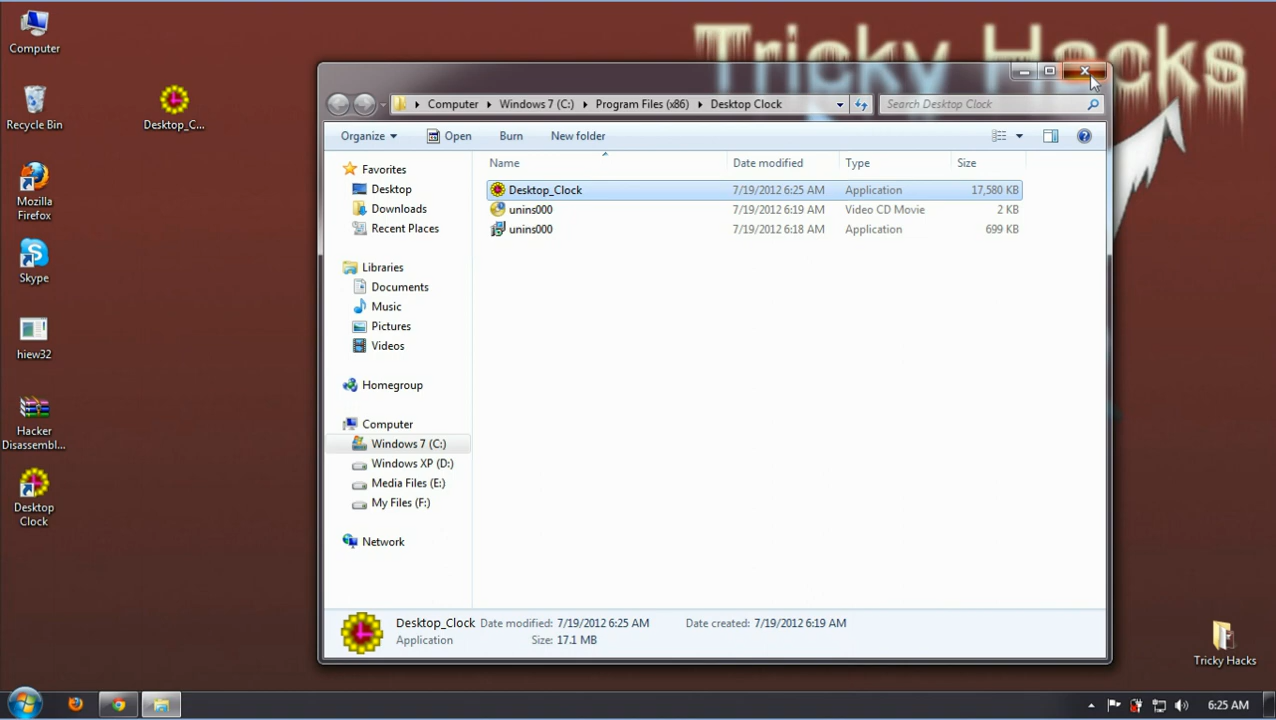 Tricky Hacks
Computer
Recycle Bin
Desktop_C...
Mozilla
Firefox
Skype
hiew32
Hacker
Disassembl...
Desktop
Clock
Computer Windows 7 (C:) Program Files (x86) Desktop Clock
Search Desktop Clock
Organize Open Burn New folder
Favorites
Desktop
Downloads
Recent Places
Libraries
Documents
Music
Pictures
Videos
Homegroup
Computer
Windows 7 (C:)
Windows XP (D:)
Media Files (E:)
My Files (F:)
Network
Name Date modified Type Size
Desktop_Clock 7/19/2012 6:25 AM Application 17,580 KB
unins000 7/19/2012 6:19 AM Video CD Movie 2 KB
unins000 7/19/2012 6:18 AM Application 699 KB
Desktop_Clock Date modified: 7/19/2012 6:25 AM Date created: 7/19/2012 6:19 AM
Application Size: 17.1 MB
Tricky Hacks
6:25 AM